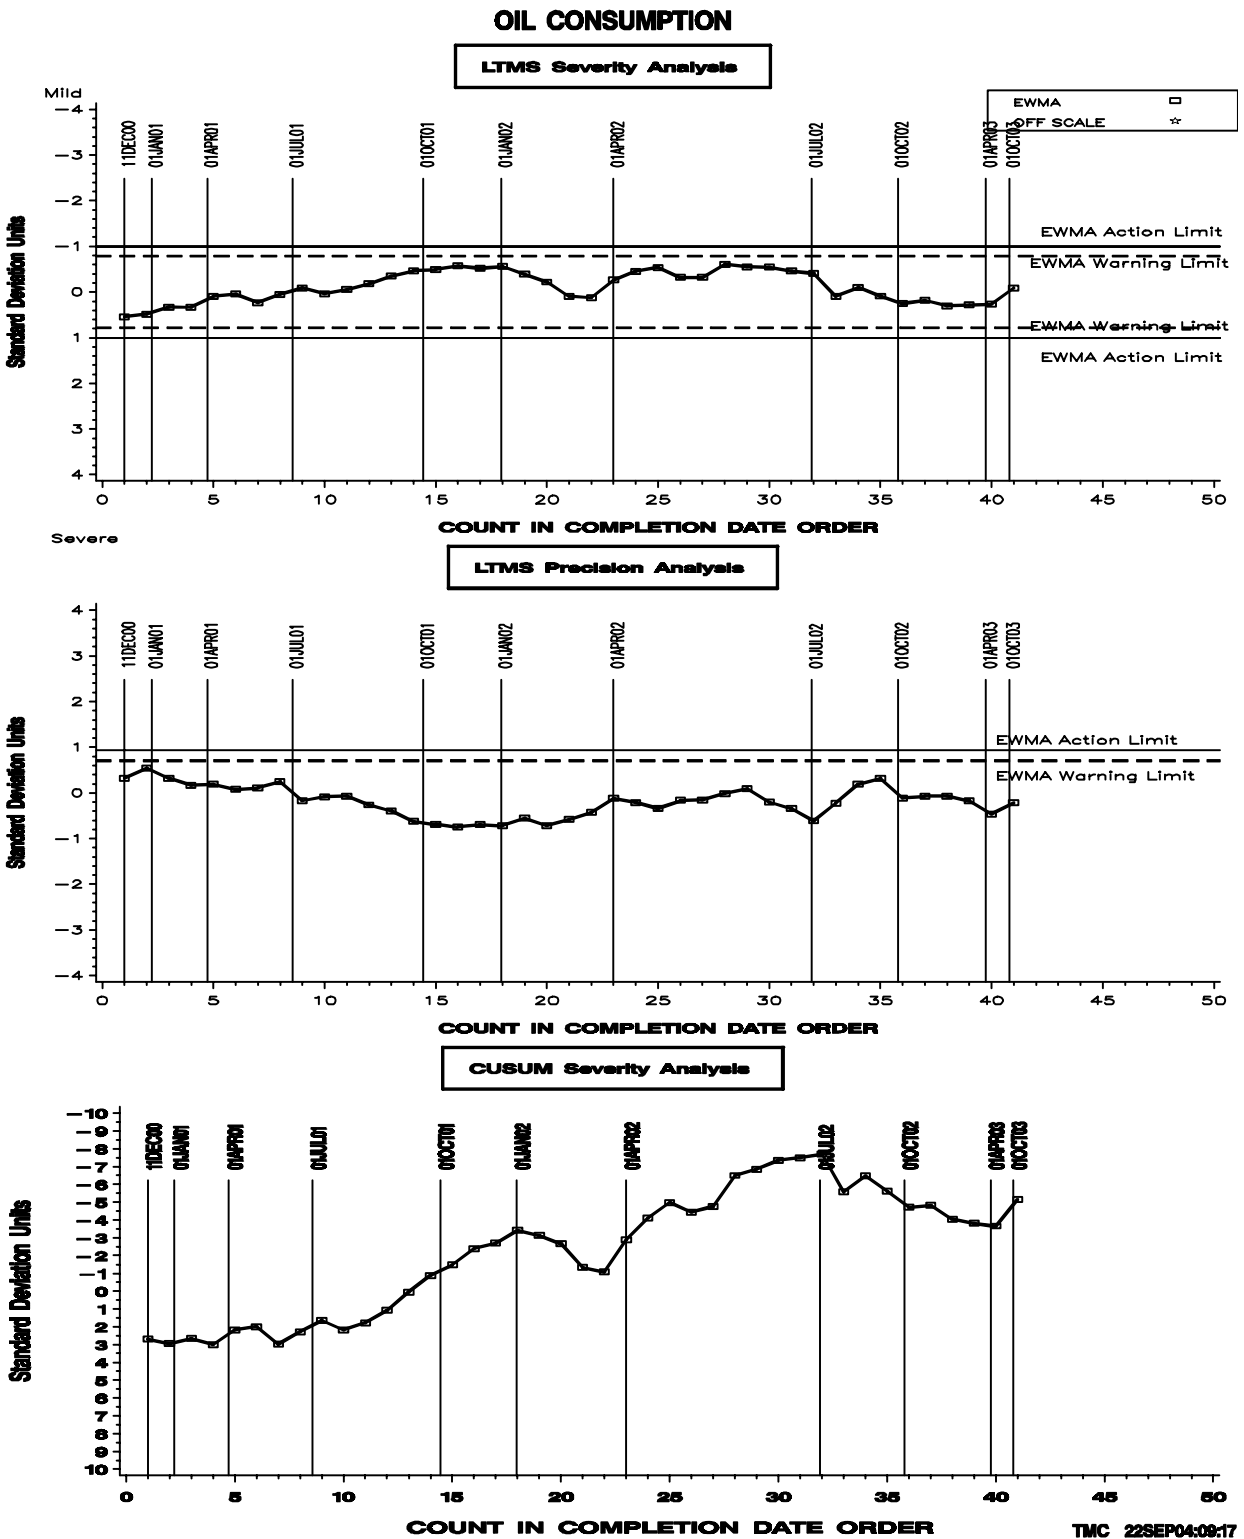 OIL CONSUMPTION
LTMS Severity Analysis
Mild
EWMA
OFF SCALE
11DEC00 01JAN01 01APR01 01JUL01 01OCT01 01JAN02 01APR02 01JUL02 01OCT02 01APR03 01OCT03
Standard Deviation Units
-4
-3
-2
-1
0
1
2
3
4
EWMA Action Limit
EWMA Warning Limit
EWMA Warning Limit
EWMA Action Limit
0 5 10 15 20 25 30 35 40 45 50
COUNT IN COMPLETION DATE ORDER
Severe
LTMS Precision Analysis
11DEC00 01JAN01 01APR01 01JUL01 01OCT01 01JAN02 01APR02 01JUL02 01OCT02 01APR03 01OCT03
Standard Deviation Units
4
3
2
1
0
-1
-2
-3
-4
EWMA Action Limit
EWMA Warning Limit
0 5 10 15 20 25 30 35 40 45 50
COUNT IN COMPLETION DATE ORDER
CUSUM Severity Analysis
11DEC00 01JAN01 01APR01 01JUL01 01OCT01 01JAN02 01APR02 01JUL02 01OCT02 01APR03 01OCT03
Standard Deviation Units
-10
-9
-8
-7
-6
-5
-4
-3
-2
-1
0
1
2
3
4
5
6
7
8
9
10
0 5 10 15 20 25 30 35 40 45 50
COUNT IN COMPLETION DATE ORDER
TMC 22SEP04:09:17